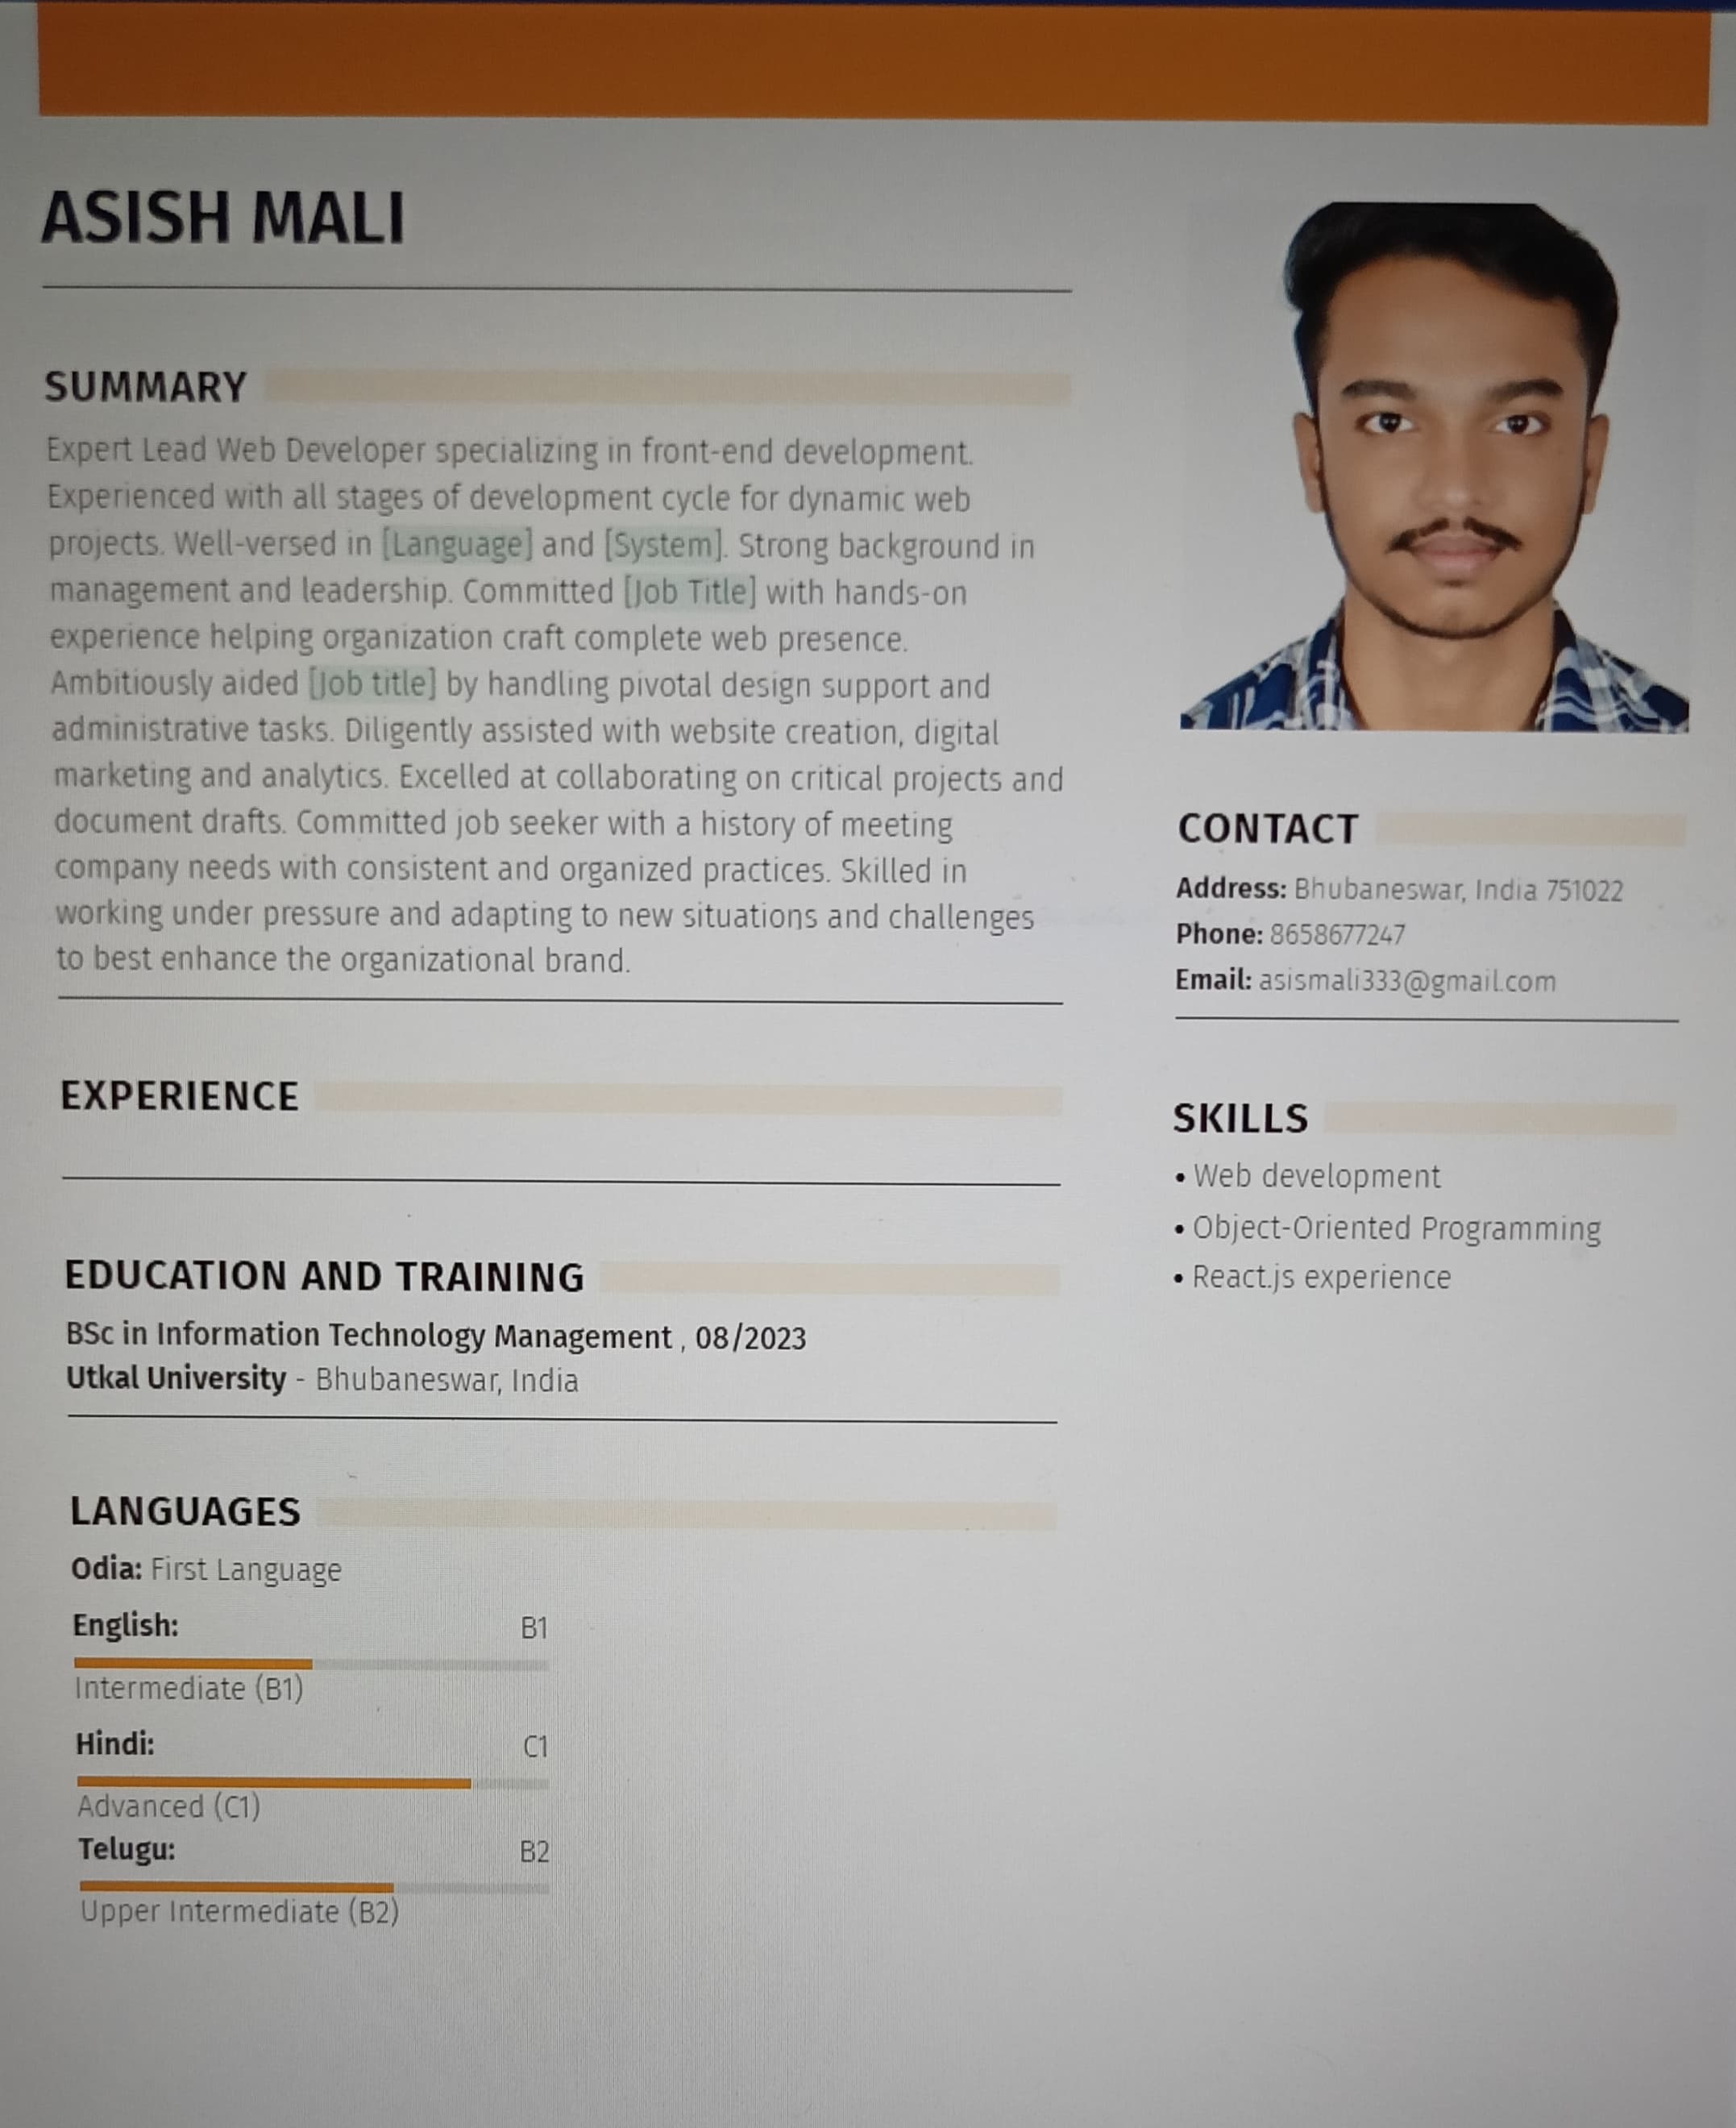 ASISH MALI
SUMMARY
Expert Lead Web Developer specializing in front-end development.
Experienced with all stages of development cycle for dynamic web
projects. Well-versed in [Language] and [System]. Strong background in
management and leadership. Committed [Job Title] with hands-on
experience helping organization craft complete web presence.
Ambitiously aided [Job title] by handling pivotal design support and
administrative tasks. Diligently assisted with website creation, digital
marketing and analytics. Excelled at collaborating on critical projects and
document drafts. Committed job seeker with a history of meeting
company needs with consistent and organized practices. Skilled in
working under pressure and adapting to new situations and challenges
to best enhance the organizational brand.
EXPERIENCE
EDUCATION AND TRAINING
BSc in Information Technology Management , 08/2023
Utkal University - Bhubaneswar, India
LANGUAGES
Odia: First Language
English: B1
Intermediate (B1)
Hindi: C1
Advanced (C1)
Telugu: B2
Upper Intermediate (B2)
CONTACT
Address: Bhubaneswar, India 751022
Phone: 8658677247
Email: asismali333@gmail.com
SKILLS
• Web development
• Object-Oriented Programming
• React.js experience